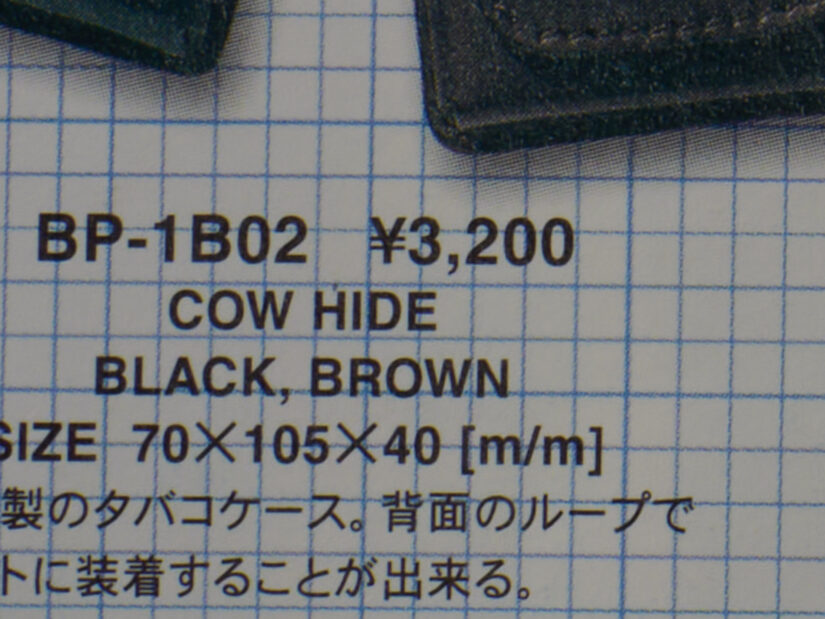 BP-1B02 ¥3,200
COW HIDE
BLACK, BROWN
SIZE 70×105×40 [m/m]
製のタバコケース。背面のループで
トに装着することが出来る。